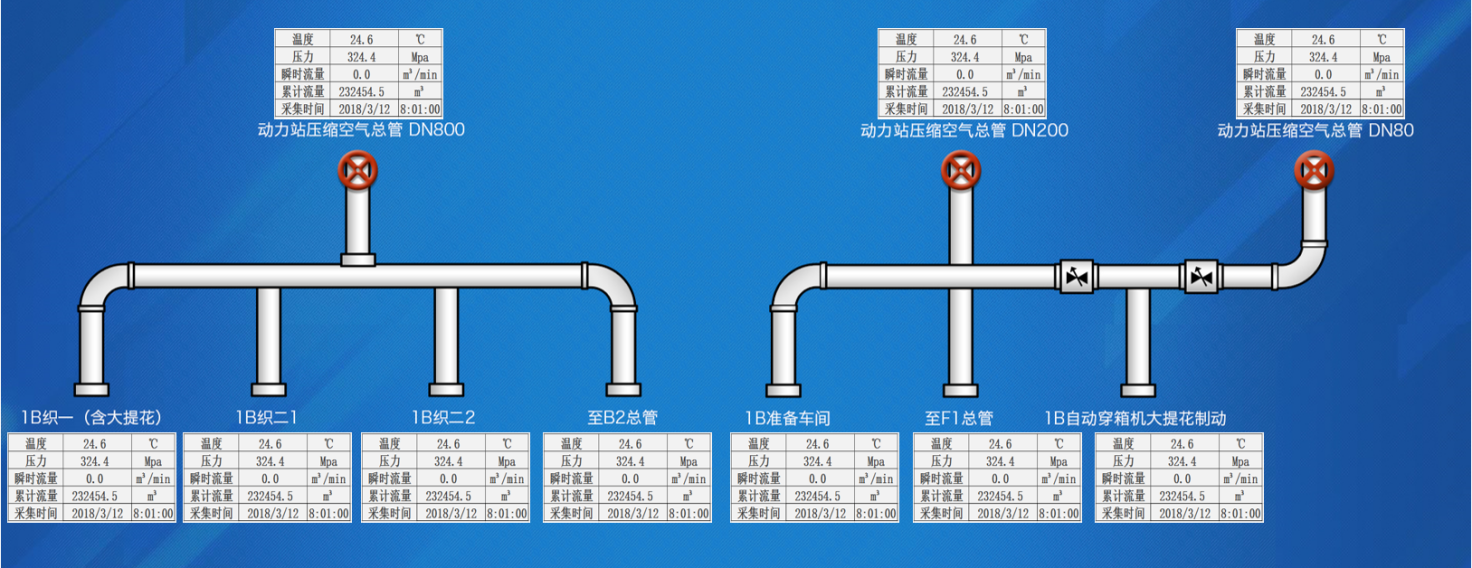 温度 24.6 ℃
压力 324.4 Mpa
瞬时流量 0.0 m³/min
累计流量 232454.5 m³
采集时间 2018/3/12 8:01:00
动力站压缩空气总管 DN800
温度 24.6 ℃
压力 324.4 Mpa
瞬时流量 0.0 m³/min
累计流量 232454.5 m³
采集时间 2018/3/12 8:01:00
动力站压缩空气总管 DN200
温度 24.6 ℃
压力 324.4 Mpa
瞬时流量 0.0 m³/min
累计流量 232454.5 m³
采集时间 2018/3/12 8:01:00
动力站压缩空气总管 DN80
1B织一（含大提花）
温度 24.6 ℃
压力 324.4 Mpa
瞬时流量 0.0 m³/min
累计流量 232454.5 m³
采集时间 2018/3/12 8:01:00
1B织二1
温度 24.6 ℃
压力 324.4 Mpa
瞬时流量 0.0 m³/min
累计流量 232454.5 m³
采集时间 2018/3/12 8:01:00
1B织二2
温度 24.6 ℃
压力 324.4 Mpa
瞬时流量 0.0 m³/min
累计流量 232454.5 m³
采集时间 2018/3/12 8:01:00
至B2总管
温度 24.6 ℃
压力 324.4 Mpa
瞬时流量 0.0 m³/min
累计流量 232454.5 m³
采集时间 2018/3/12 8:01:00
1B准备车间
温度 24.6 ℃
压力 324.4 Mpa
瞬时流量 0.0 m³/min
累计流量 232454.5 m³
采集时间 2018/3/12 8:01:00
至F1总管
温度 24.6 ℃
压力 324.4 Mpa
瞬时流量 0.0 m³/min
累计流量 232454.5 m³
采集时间 2018/3/12 8:01:00
1B自动穿箱机大提花制动
温度 24.6 ℃
压力 324.4 Mpa
瞬时流量 0.0 m³/min
累计流量 232454.5 m³
采集时间 2018/3/12 8:01:00